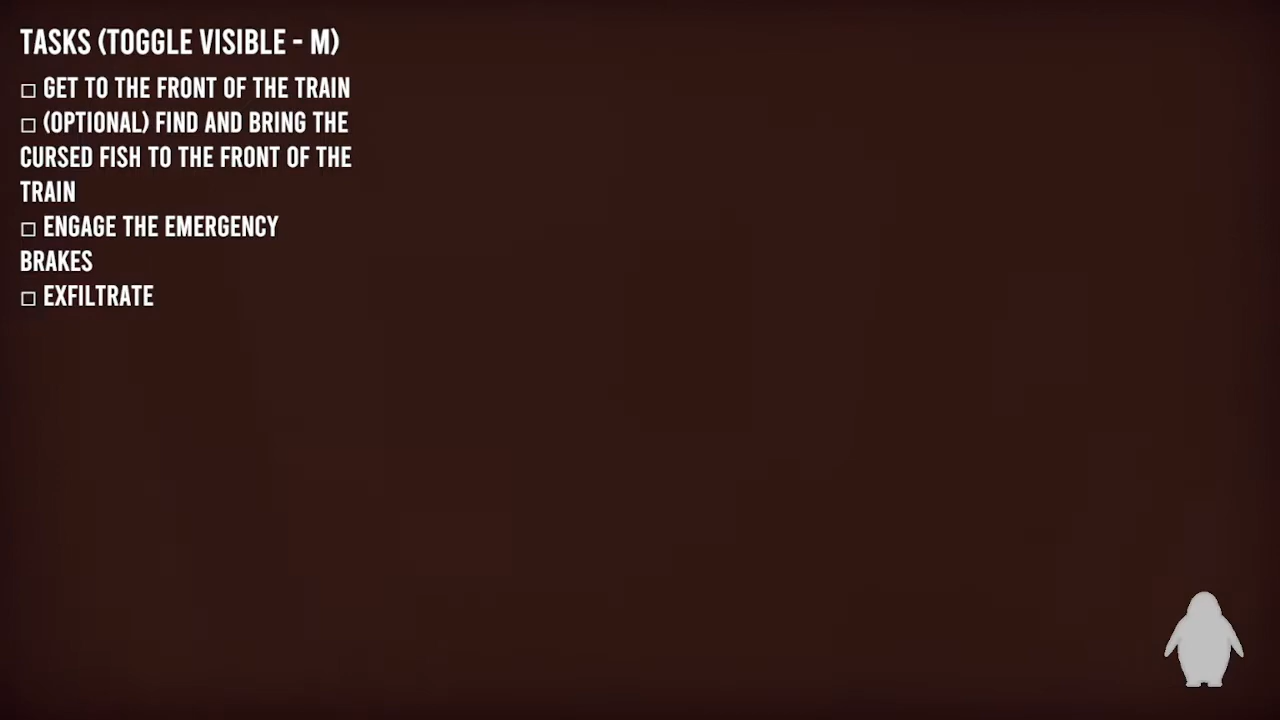 TASKS (TOGGLE VISIBLE - M)
□ GET TO THE FRONT OF THE TRAIN
□ (OPTIONAL) FIND AND BRING THE
CURSED FISH TO THE FRONT OF THE
TRAIN
□ ENGAGE THE EMERGENCY
BRAKES
□ EXFILTRATE